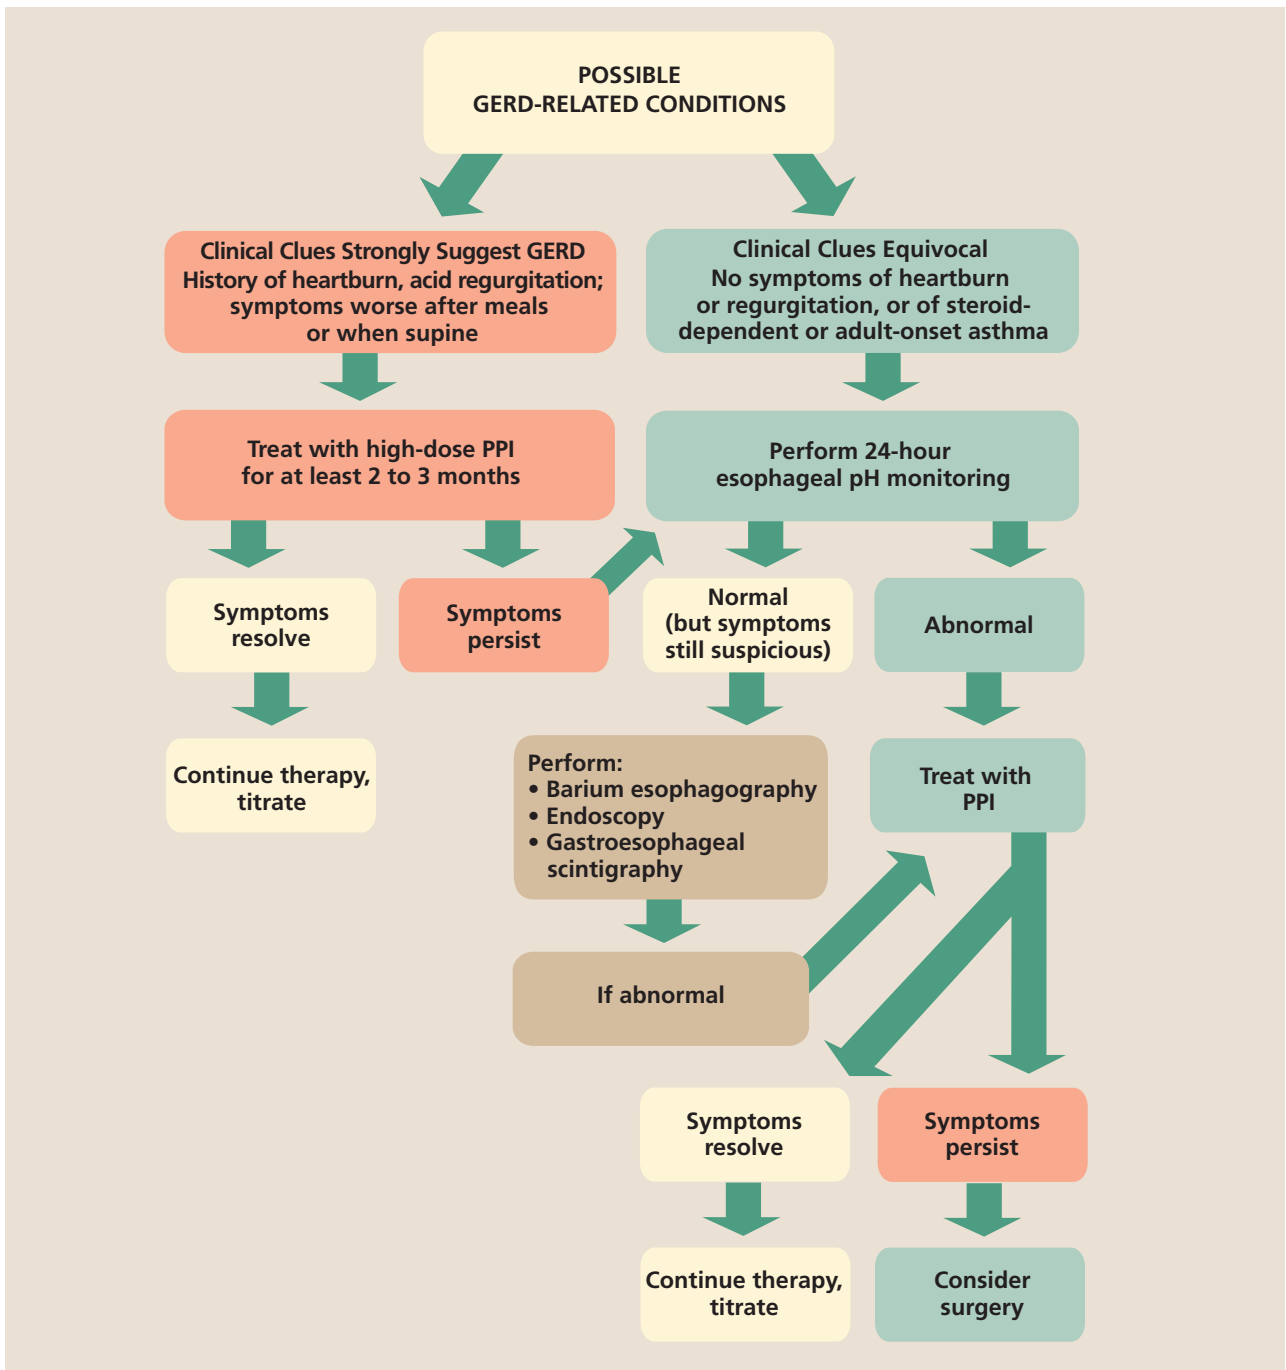 POSSIBLE
GERD-RELATED CONDITIONS
Clinical Clues Strongly Suggest GERD
History of heartburn, acid regurgitation;
symptoms worse after meals
or when supine
Clinical Clues Equivocal
No symptoms of heartburn
or regurgitation, or of steroid-
dependent or adult-onset asthma
Treat with high-dose PPI
for at least 2 to 3 months
Perform 24-hour
esophageal pH monitoring
Symptoms
resolve
Symptoms
persist
Normal
(but symptoms
still suspicious)
Abnormal
Continue therapy,
titrate
Perform:
• Barium esophagography
• Endoscopy
• Gastroesophageal
scintigraphy
Treat with
PPI
If abnormal
Symptoms
resolve
Symptoms
persist
Continue therapy,
titrate
Consider
surgery